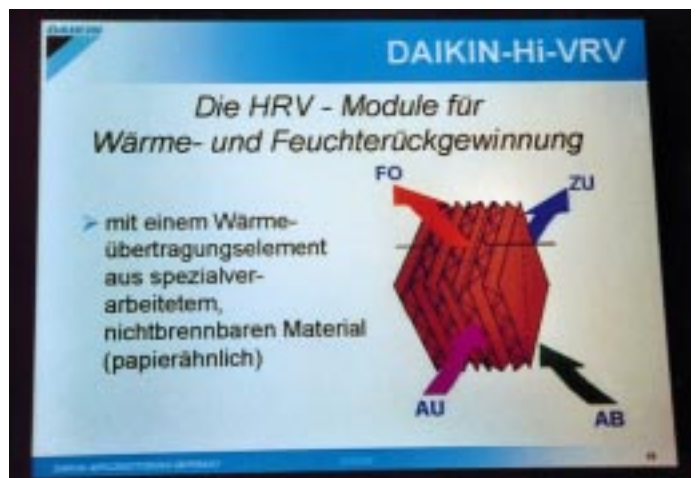 DAIKIN-Hi-VRV
Die HRV - Module für
Wärme- und Feuchterückgewinnung
FO
ZU
mit einem Wärme-
übertragungselement
aus spezialver-
arbeitetem,
nichtbrennbaren Material
(papierähnlich)
AU
AB